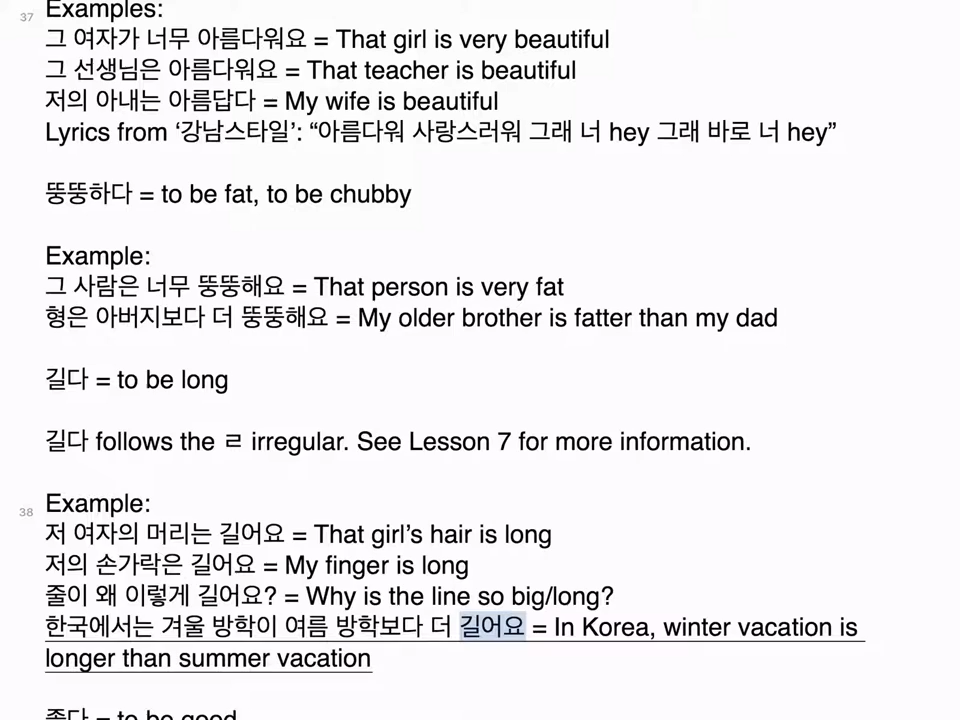 37
Examples:
그 여자가 너무 아름다워요 = That girl is very beautiful
그 선생님은 아름다워요 = That teacher is beautiful
저의 아내는 아름답다 = My wife is beautiful
Lyrics from ‘강남스타일’: “아름다워 사랑스러워 그래 너 hey 그래 바로 너 hey”
뚱뚱하다 = to be fat, to be chubby
Example:
그 사람은 너무 뚱뚱해요 = That person is very fat
형은 아버지보다 더 뚱뚱해요 = My older brother is fatter than my dad
길다 = to be long
길다 follows the ㄹ irregular. See Lesson 7 for more information.
38
Example:
저 여자의 머리는 길어요 = That girl’s hair is long
저의 손가락은 길어요 = My finger is long
줄이 왜 이렇게 길어요? = Why is the line so big/long?
한국에서는 겨울 방학이 여름 방학보다 더 길어요 = In Korea, winter vacation is
longer than summer vacation
좋다 = to be good